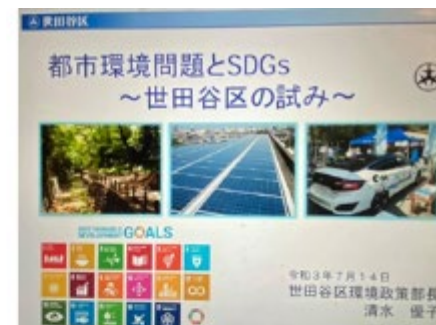 世田谷区
都市環境問題とSDGs
～世田谷区の試み～
SUSTAINABLE
DEVELOPMENT GOALS
令和3年7月14日
世田谷区環境政策部長
清水 優子